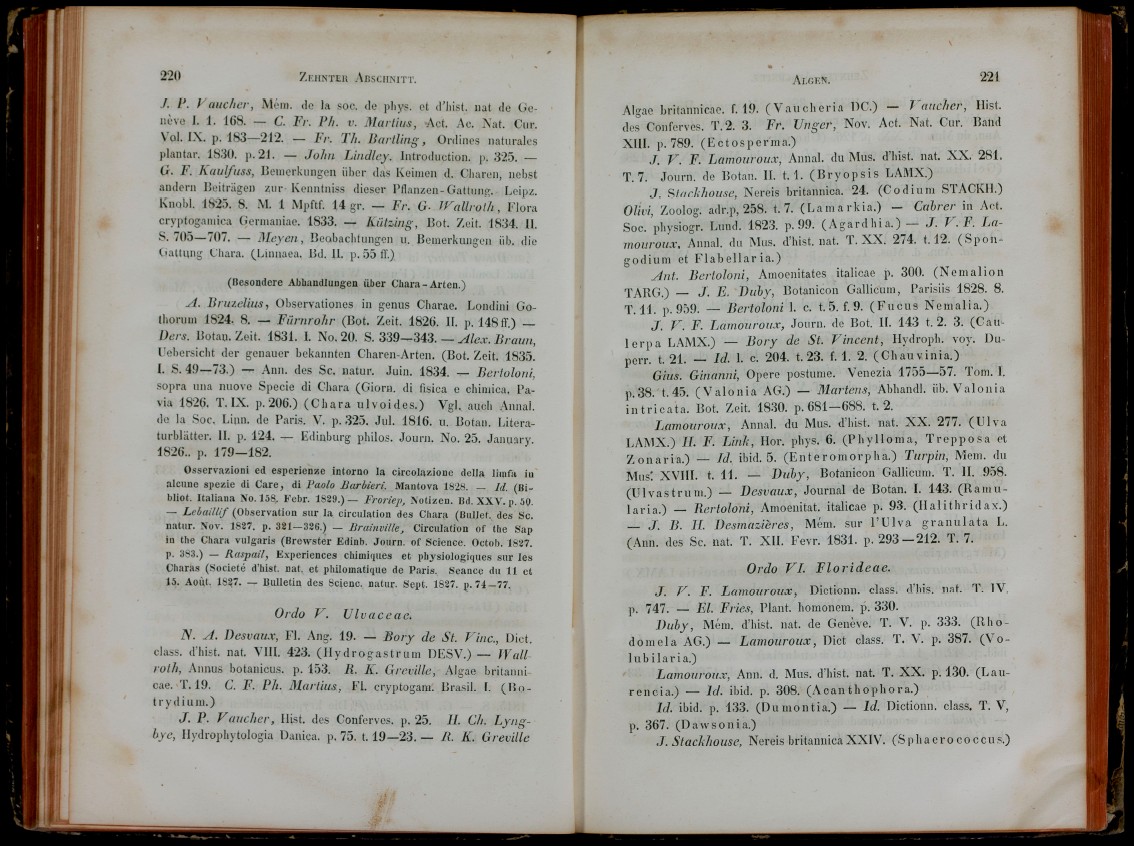 220 Zehnter Abschnitt.
J. P. Vaucher, Mém. de la soc. de phys. et d'hist. nat de Ge-
nève I. 1. 168. — C. Fr. Ph. v. Martius, Act. Ac. Nat. Cur.
Vol. IX. p. 183—212. — Fr. Th. Bartling, Ordines naturales
plantar. 1830. p. 21. — John Lindley. Introduction. p. 325. —
G. F. Kaulfuss, Bemerkungen über das Keimen d. Charen, nebst
andern Beiträgen zur Kenntniss dieser Pflanzen-Gattung. Leipz.
Knobl. 1825. 8. M. 1 Mpftf. 14 gr. — Fr. G. Wallroth, Flora
cryptogamica Germaniae. 1833. — Kützing, Bot. Zeit. 1834. II.
S. 705—707. — Meyen, Beobachtungen u. Bemerkungen üb. die
Gattung Chara. (Linnaea. Bd. II. p. 55 ff.)
(Besondere Abhandlungen über Chara-Arten.)
A. Bruzelius, Observationes in genus Charae. Londini Go-
thorum 1824. 8. — Fürnrohr (Bot. Zeit. 1826. II. p. 148 ff.) —
Ders. Botan. Zeit. 1831. I. No. 20. S. 339—343. — Alex. Braun,
Uebersicht der genauer bekannten Charen-Arten. (Bot. Zeit. 1835.
I. S. 49—73.) — Ann. des Sc. natur. Juin. 1834. — Bertoloni,
sopra una nuove Specie di Chara (Giorn. di fisica e chimica. Pa-
via 1826. T. IX. p. 206.) (Chara ulvoides.) Vgl. auch Annal.
de la Soc. Linn. de Paris. V. p. 325. Jul. 1816. u. Botan. Litera-
turblätter. II. p. 124. — Edinburg philos. Journ. No. 25. January.
1826.. p. 179—182.
Osservazioni ed esperienze intorno la circolazione della limfa in
alcune spezie di Care, di Paolo Barbieri. Mantova 1828. — Id. (Bi-
bliot. Italiana No. 158. Febr. 1829.) — Froriep, Notizen. Bd. XXV. p. 50.
— Lebaillif (Observation sur la circulation des Chara (Bullet. des Sc.
natur. Nov. 1827. p. 321—326.) — Brainville, Circulation of the Sap
in the Chara vulgaris (Brewster Edinb. Journ. of Science. Octob. 1827.
p. 383.) — Raspail, Experiences chimiques et physiologiques sur les
Charas (Societé d'hist. nat. et philomatique de Paris. Seance du 11 et
15. Août. 1827. — Bulletin des Scienc. natur. Sept. 1827. p. 74—77.
Ordo V. Ulvaceae.
N. A. Desvaux, Fl. Ang. 19. — Bory de St. Vinc., Dict.
class. d'hist. nat. VIII. 423. (Hydrogastrum DESV.) — Wall
roth, Annus botanicus. p. 153. R. K. Greville, Algae britanni-
cae. T. 19. C. F. Ph. Martius, Fl. cryptogam. Brasil. I. (Bo-
trydium.)
J. P. Vaucher, Hist. des Conferves. p. 25. H. Ch. Lyng-
bye, Hydrophytologia Danica. p. 75. t. 19—23. — R. K. Greville
Algen. 221
Algae britannicae. f. 19. (Vaucheria DC.) — Vaucher, Hist.
des Conferves. T. 2. 3. Fr. Unger, Nov. Act. Nat. Cur. Band
XIII. p. 789. (Ectosperma.)
J. V. F. Lamouroux, Annal. du Mus. d'hist. nat. XX. 281.
T. 7. Journ. de Botan. II. t. 1. (Bryopsis LAMX.)
J. Stackhouse, Nereis britannica. 24. (Codium STACKH.)
Olivi, Zoolog. adr. p. 258. t. 7. (Lamarkia.) — Cabrer in Act.
Soc. physiogr. Lund. 1823. p. 99. (Agardhia.) — J. V. F. La-
mouroux, Annal. du Mus. d'hist. nat. T. XX. 274. t. 12. (Spon-
godium et Flabellaria.)
Ant. Bertoloni, Amoenitates italicae p. 300. (Nemalion
TARG.) — J. E. Duby, Botanicon Gallicum, Parisiis 1828. 8.
T. 11. p. 959. — Bertoloni l. c. t. 5. f. 9. (Fucus Nemalia.)
J. V. F. Lamouroux, Journ. de Bot. II. 143 t. 2. 3. (Cau-
lerpa LAMX.) — Bory de St. Vincent, Hydroph. voy. Du-
perr. t. 21. — Id. l. c. 204. t. 23. f. 1. 2. (Chauvinia.)
Gius. Ginanni, Opere postume. Venezia 1755—57. Tom. I.
p. 38. t. 45. (Valonia AG.) — Martens, Abhandl. üb. Valonia
intricata. Bot. Zeit. 1830. p. 681—688. t. 2.
Lamouroux, Annal. du Mus. d'hist. nat. XX. 277. (Ulva
LAMX.) H. F. Link, Hor. phys. 6. (Phylloma, Trepposa et
Zonaria.) — Id. ibid. 5. (Enteromorpha.) Turpin, Mem. du
Mus. XVIII. t. 11. — Duby, Botanicon Gallicum. T. II. 958.
(Ulvastrum.) — Desvaux, Journal de Botan. I. 143. (Ramu-
laria.) — Bertoloni, Amoenitat. italicae p. 93. (Halithridax.)
— J. B. H. Desmazières, Mém. sur l'Ulva granulata L.
(Ann. des Sc. nat. T. XII. Fevr. 1831. p. 293—212. T. 7.
Ordo VI. Florideae.
J. V. F. Lamouroux, Dictionn. class. d'his. nat. T. IV.
p. 747. — El. Fries, Plant. homonem. p. 330.
Duby, Mém. d'hist. nat. de Genève. T. V. p. 333. (Rho-
domela AG.) — Lamouroux, Dict class. T. V. p. 387. (Vo-
lubilaria.)
Lamouroux, Ann. d. Mus. d'hist. nat. T. XX. p. 130. (Lau-
rencia.) — Id. ibid. p. 308. (Acanthophora.)
Id. ibid. p. 133. (Dumontia.) — Id. Dictionn. class. T. V,
p. 367. (Dawsonia.)
J. Stackhouse, Nereis britannica XXIV. (Sphaerococcus.)